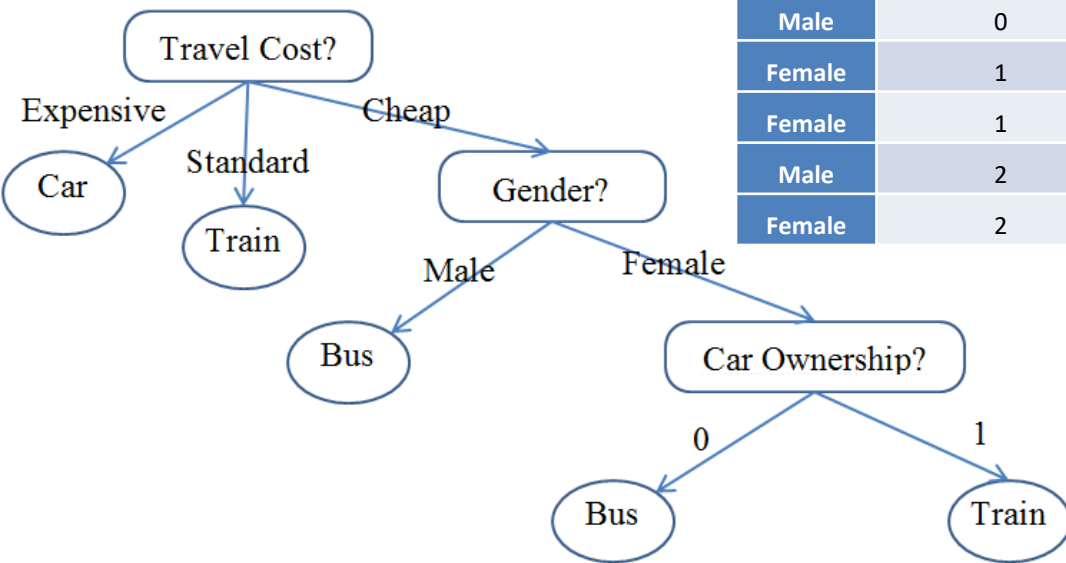 Travel Cost?
Expensive
Cheap
Standard
Car
Train
Gender?
Male
Female
Bus
Car Ownership?
0
1
Bus
Train
Male 0
Female 1
Female 1
Male 2
Female 2